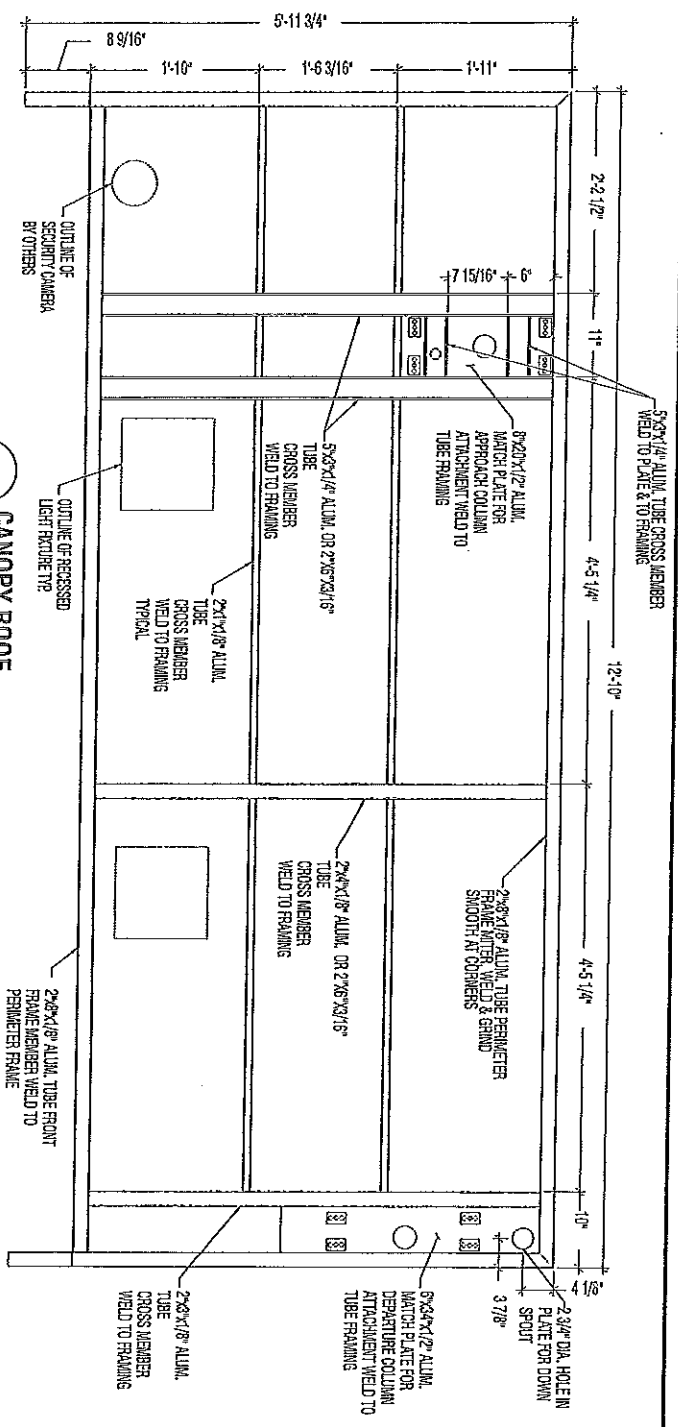 5'-11 3/4"
8 9/16"
1'-10"
1'-6 3/16"
1'-11"
2'-2 1/2"
11"
4'-5 1/4"
12'-10"
4'-5 1/4"
10"
4 1/8"
3 7/8"
7 15/16"
6"
5"x3"x1/4" ALUM. TUBE CROSS MEMBER
WELD TO PLATE & TO FRAMING
8"x20"x1/2" ALUM.
MATCH PLATE FOR
APPROACH COLUMN
ATTACHMENT WELD TO
TUBE FRAMING
5"x3"x1/4" ALUM. OR 2"X6"X3/16"
TUBE
CROSS MEMBER
WELD TO FRAMING
2"x1"x1/8" ALUM.
TUBE
CROSS MEMBER
WELD TO FRAMING
TYPICAL
OUTLINE OF
SECURITY CAMERA
BY OTHERS
OUTLINE OF RECESSED
LIGHT FIXTURE TYP.
2"x8"x1/8" ALUM. TUBE PERIMETER
FRAME MITER, WELD & GRIND
SMOOTH AT CORNERS
2"x4"x1/8" ALUM. OR 2"X6"X3/16"
TUBE
CROSS MEMBER
WELD TO FRAMING
2"x8"x1/8" ALUM. TUBE FRONT
FRAME MEMBER WELD TO
PERIMETER FRAME
2 3/4" DIA. HOLE IN
PLATE FOR DOWN
SPOUT
6"x34"x1/2" ALUM.
MATCH PLATE FOR
DEPARTURE COLUMN
ATTACHMENT WELD TO
TUBE FRAMING
2"x3"x1/8" ALUM.
TUBE
CROSS MEMBER
WELD TO FRAMING
CANOPY ROOF